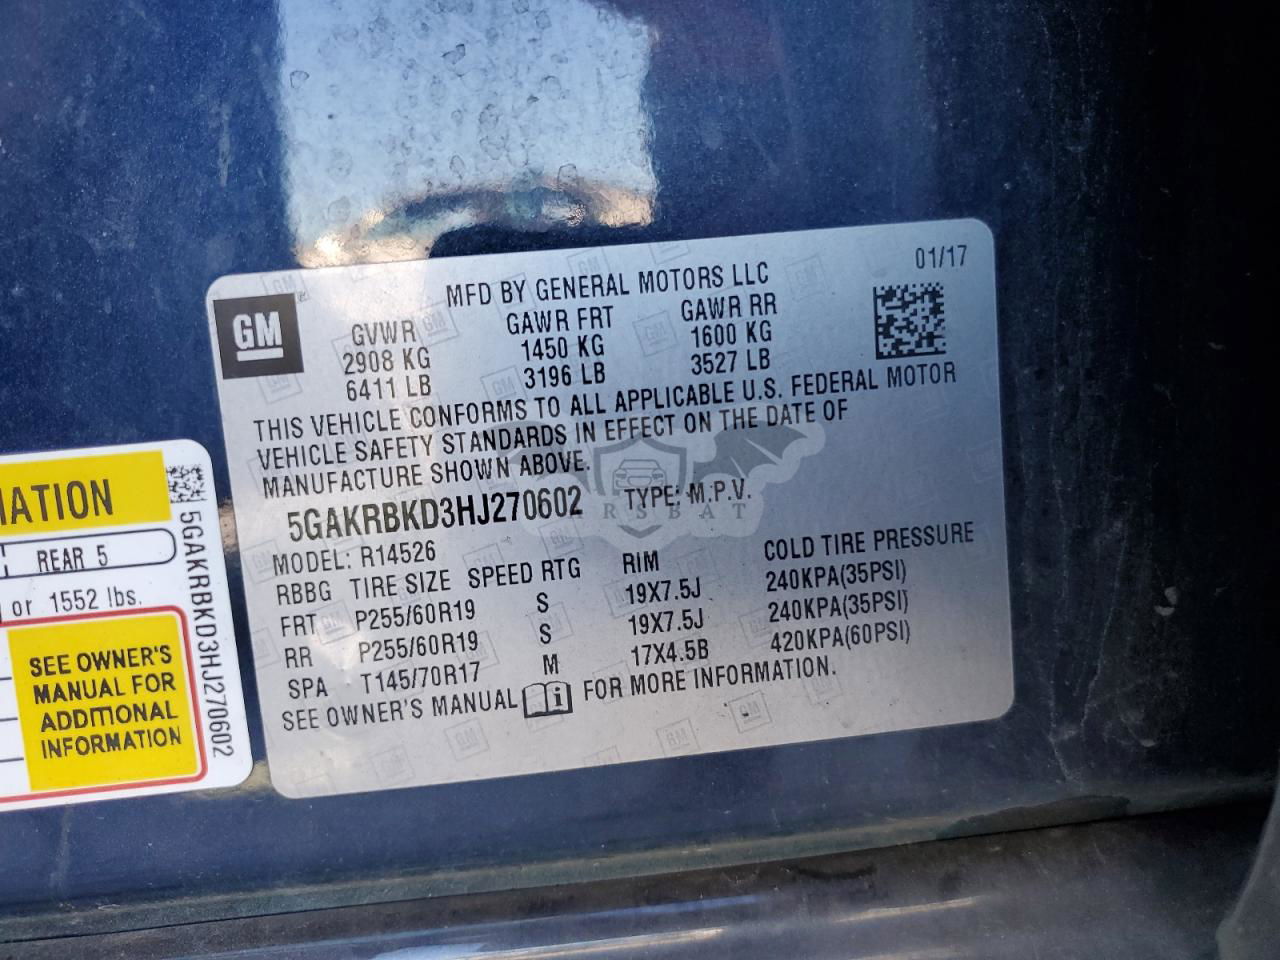 01/17
MFD BY GENERAL MOTORS LLC
GM
GVWR GAWR FRT GAWR RR
2908 KG 1450 KG 1600 KG
6411 LB 3196 LB 3527 LB
THIS VEHICLE CONFORMS TO ALL APPLICABLE U.S. FEDERAL MOTOR
VEHICLE SAFETY STANDARDS IN EFFECT ON THE DATE OF
MANUFACTURE SHOWN ABOVE.
5GAKRBKD3HJ270602 TYPE: M.P.V.
MODEL: R14526
RBBG TIRE SIZE SPEED RTG RIM COLD TIRE PRESSURE
FRT P255/60R19 S 19X7.5J 240KPA(35PSI)
RR P255/60R19 S 19X7.5J 240KPA(35PSI)
SPA T145/70R17 M 17X4.5B 420KPA(60PSI)
SEE OWNER'S MANUAL FOR MORE INFORMATION.
REAR 5
or 1552 lbs.
SEE OWNER'S
MANUAL FOR
ADDITIONAL
INFORMATION
5GAKRBKD3HJ270602